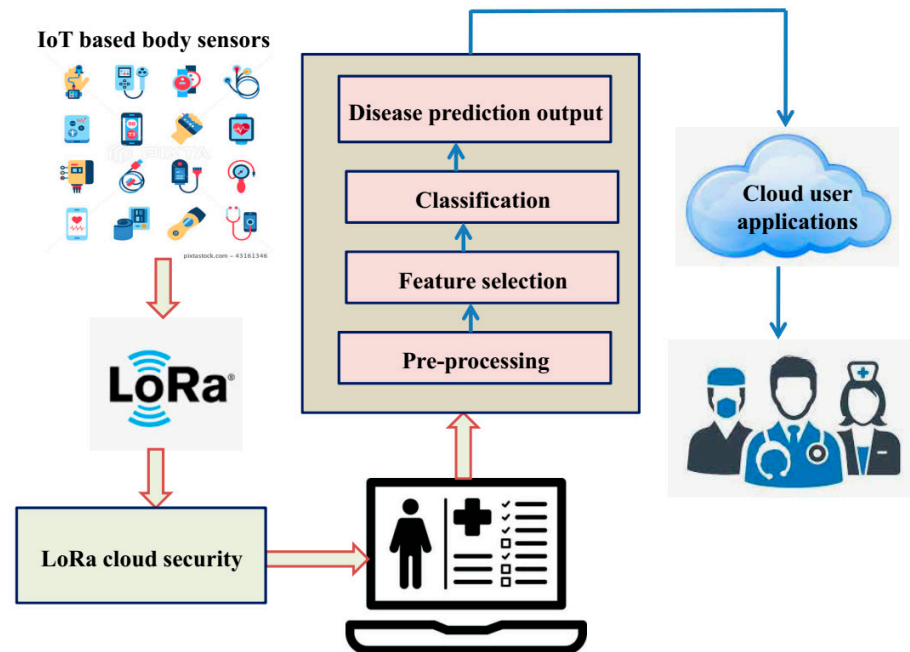 IoT based body sensors
pixtastock.com – 43161346
LoRa®
LoRa cloud security
Disease prediction output
Classification
Feature selection
Pre-processing
Cloud user
applications